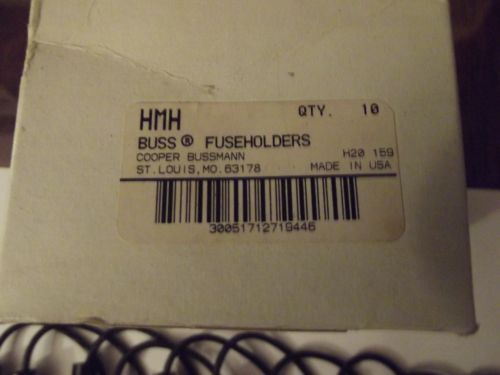 HMH QTY. 10
BUSS® FUSEHOLDERS
COOPER BUSSMANN H20 159
ST.LOUIS,MO.63178 MADE IN USA
30051712719446